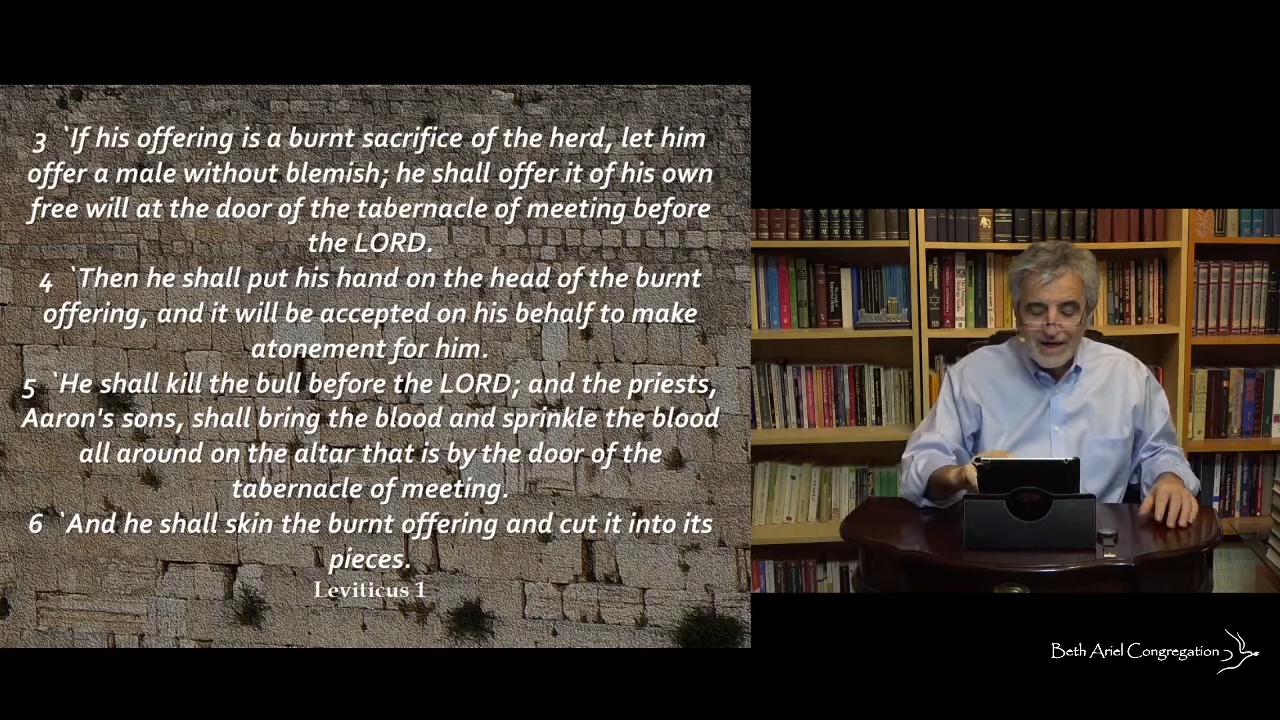 3 `If his offering is a burnt sacrifice of the herd, let him
offer a male without blemish; he shall offer it of his own
free will at the door of the tabernacle of meeting before
the LORD.
4 `Then he shall put his hand on the head of the burnt
offering, and it will be accepted on his behalf to make
atonement for him.
5 `He shall kill the bull before the LORD; and the priests,
Aaron's sons, shall bring the blood and sprinkle the blood
all around on the altar that is by the door of the
tabernacle of meeting.
6 `And he shall skin the burnt offering and cut it into its
pieces.
Leviticus 1
Beth Ariel Congregation